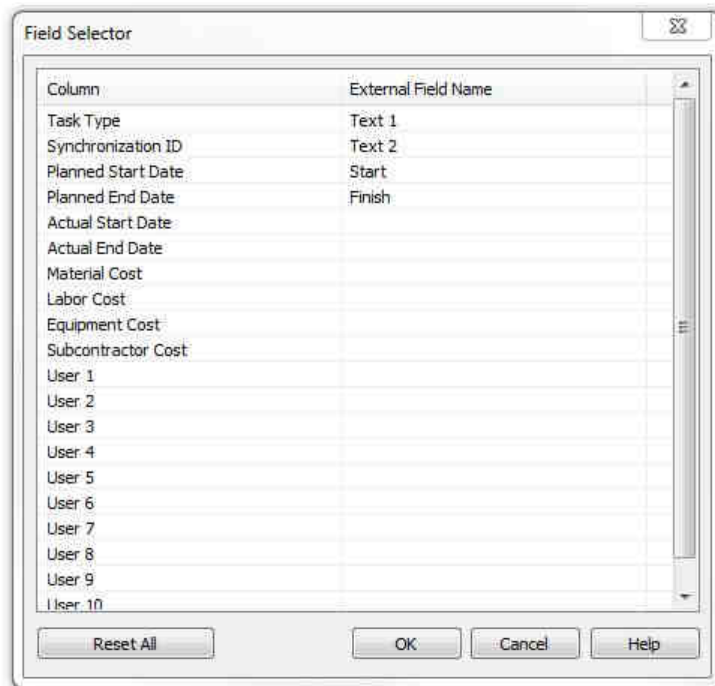 Field Selector
Column External Field Name
Task Type Text 1
Synchronization ID Text 2
Planned Start Date Start
Planned End Date Finish
Actual Start Date
Actual End Date
Material Cost
Labor Cost
Equipment Cost
Subcontractor Cost
User 1
User 2
User 3
User 4
User 5
User 6
User 7
User 8
User 9
User 10
Reset All OK Cancel Help